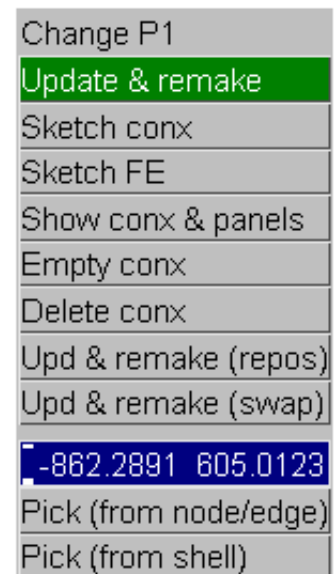 Change P1
Update & remake
Sketch conx
Sketch FE
Show conx & panels
Empty conx
Delete conx
Upd & remake (repos)
Upd & remake (swap)
-862.2891 605.0123
Pick (from node/edge)
Pick (from shell)